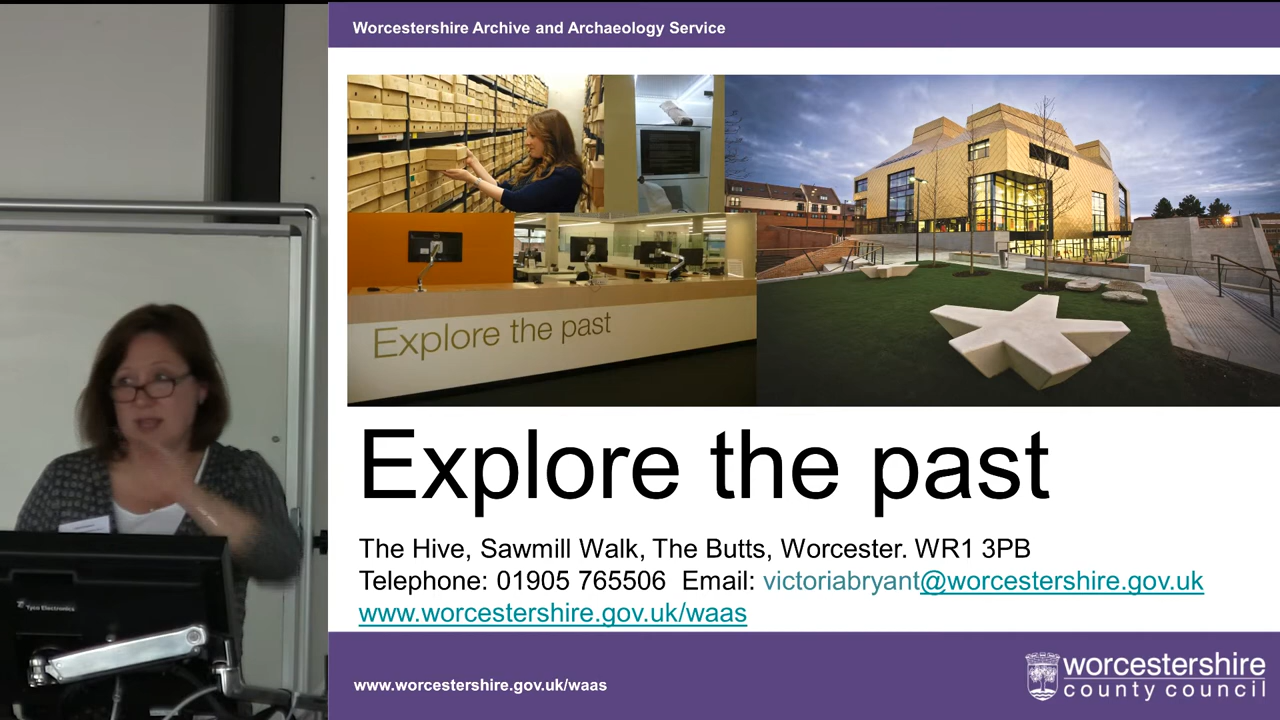 Worcestershire Archive and Archaeology Service
Explore the past
Explore the past
The Hive, Sawmill Walk, The Butts, Worcester. WR1 3PB
Telephone: 01905 765506 Email: victoriabryant@worcestershire.gov.uk
www.worcestershire.gov.uk/waas
Tyco Electronics
www.worcestershire.gov.uk/waas
worcestershire
county council